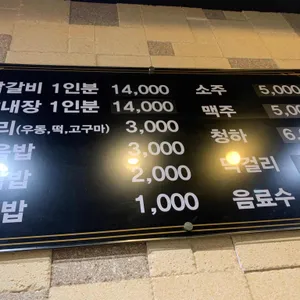 갈비 1인분 14,000 소주 5,000
내장 1인분 14,000 맥주 5,00
리(우동,떡,고구마) 3,000 청하 6,
밥 3,000 막걸리
밥 2,000 음료수
밥 1,000